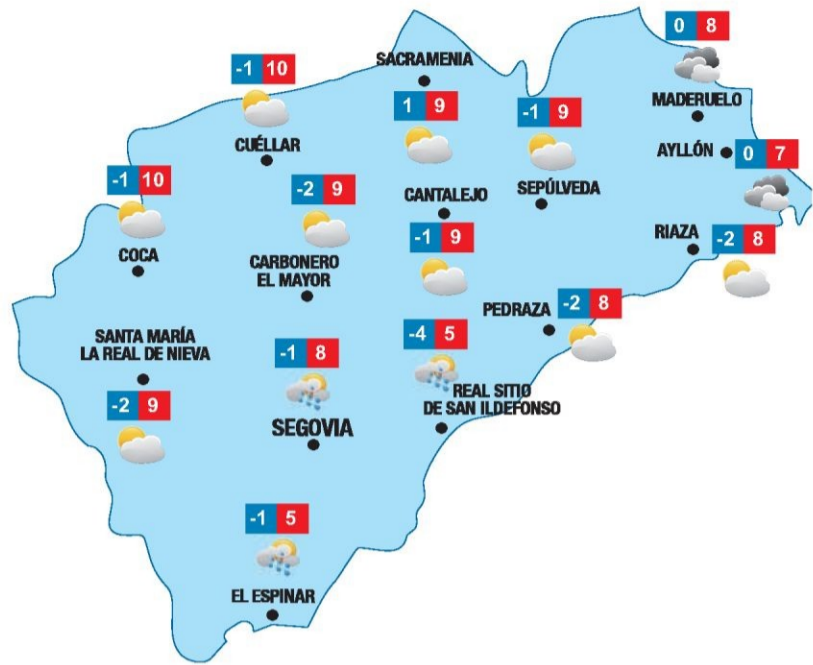 0 8
MADERUELO
SACRAMENIA
1 9
-1 10
CUÉLLAR
-1 9
SEPÚLVEDA
AYLLÓN
0 7
-1 10
COCA
-2 9
CARBONERO
EL MAYOR
CANTALEJO
-1 9
RIAZA
-2 8
PEDRAZA
-2 8
SANTA MARÍA
LA REAL DE NIEVA
-2 9
-1 8
SEGOVIA
-4 5
REAL SITIO
DE SAN ILDEFONSO
-1 5
EL ESPINAR